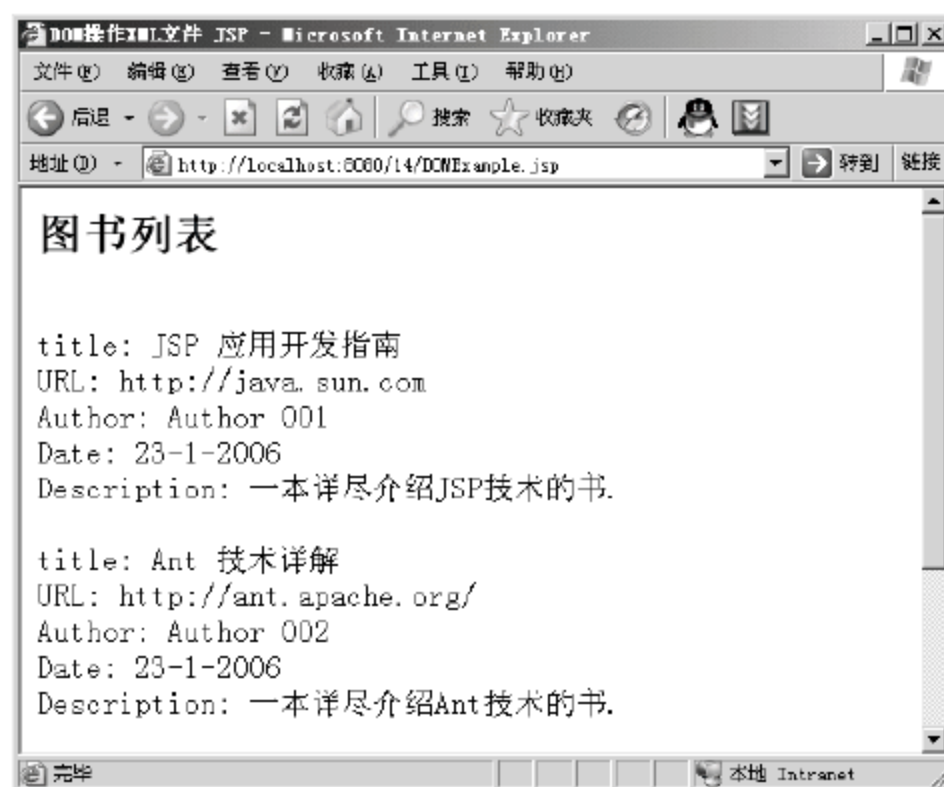 DOM操作XML文件 JSP - Microsoft Internet Explorer
文件(F) 编辑(E) 查看(V) 收藏(A) 工具(T) 帮助(H)
后退 搜索 收藏夹
地址(D) http://localhost:8080/14/DOMExample.jsp 转到 链接
图书列表
title: JSP 应用开发指南
URL: http://java.sun.com
Author: Author 001
Date: 23-1-2006
Description: 一本详尽介绍JSP技术的书.
title: Ant 技术详解
URL: http://ant.apache.org/
Author: Author 002
Date: 23-1-2006
Description: 一本详尽介绍Ant技术的书.
完毕 本地 Intranet